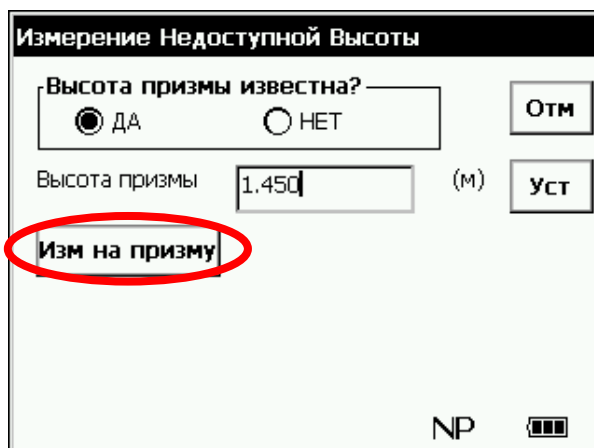 Измерение Недоступной Высоты
Высота призмы известна?
ДА НЕТ
Отм
Высота призмы 1.450 (м)
Уст
Изм на призму
NP